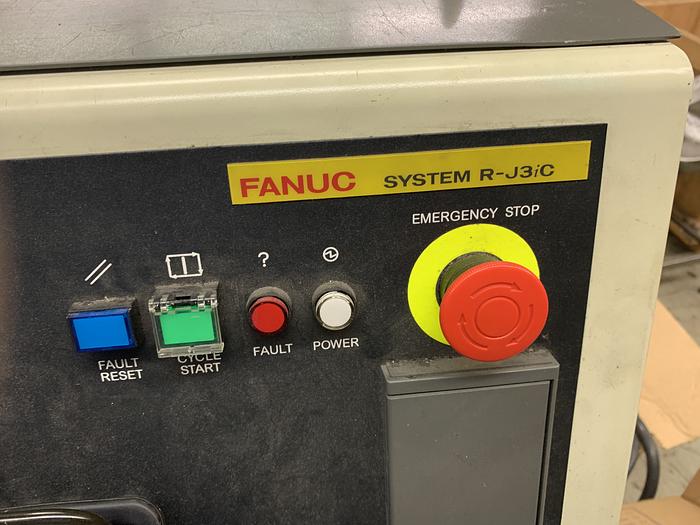 FANUC SYSTEM R-J3iC
EMERGENCY STOP
?
FAULT
RESET
CYCLE
START
FAULT
POWER